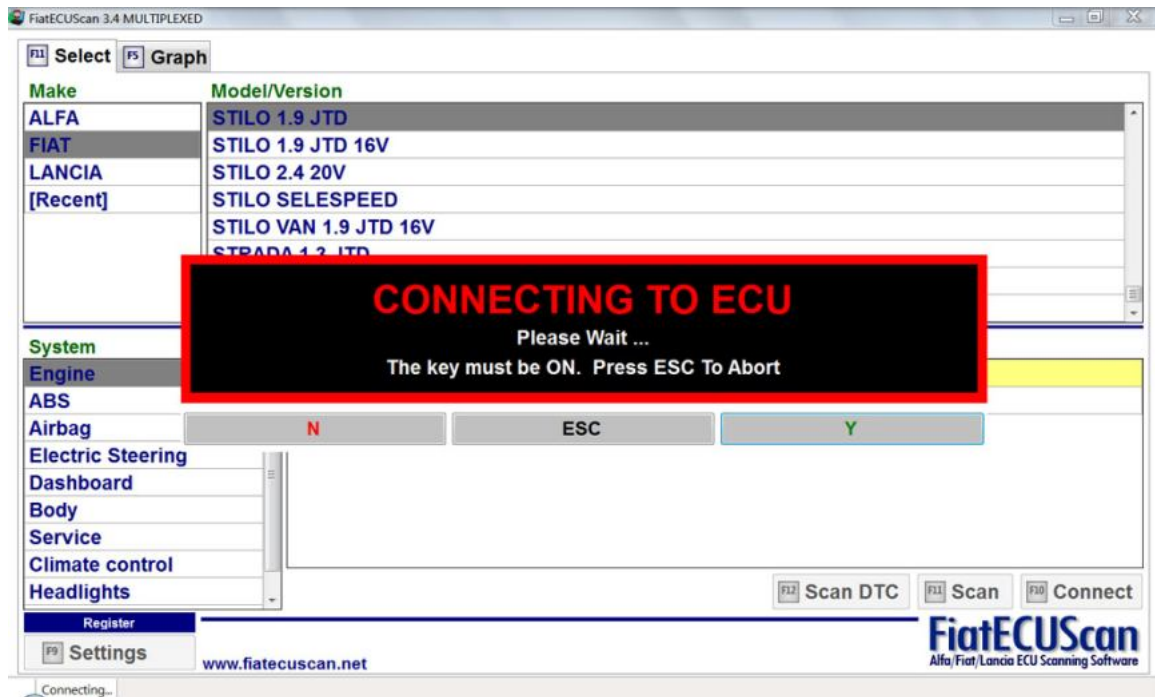 FiatECUScan 3.4 MULTIPLEXED
F11 Select F5 Graph
Make
Model/Version
ALFA
FIAT
LANCIA
[Recent]
STILO 1.9 JTD
STILO 1.9 JTD 16V
STILO 2.4 20V
STILO SELESPEED
STILO VAN 1.9 JTD 16V
STRADA 1.3 JTD
CONNECTING TO ECU
Please Wait ...
The key must be ON. Press ESC To Abort
N ESC Y
System
Engine
ABS
Airbag
Electric Steering
Dashboard
Body
Service
Climate control
Headlights
F12 Scan DTC F11 Scan F10 Connect
Register
F9 Settings
www.fiatecuscan.net
FiatECUScan
Alfa/Fiat/Lancia ECU Scanning Software
Connecting...